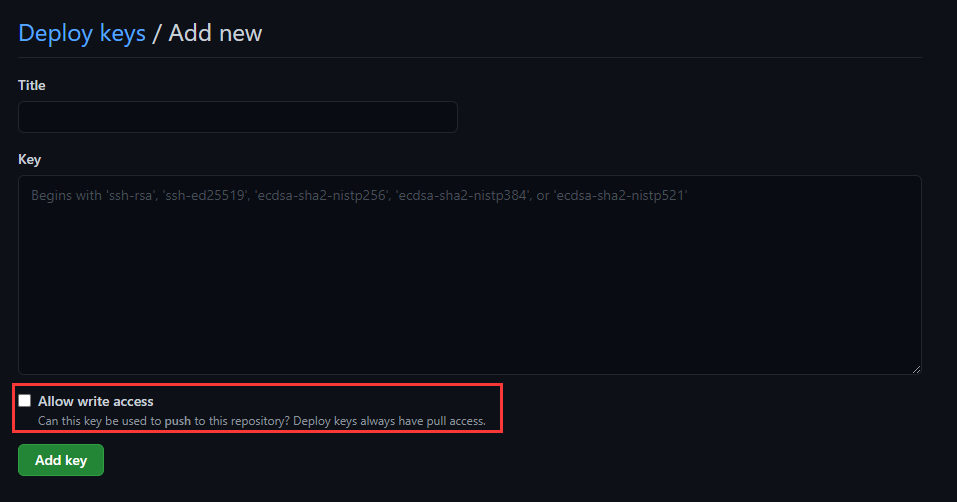 Deploy keys / Add new
Title
Key
Begins with 'ssh-rsa', 'ssh-ed25519', 'ecdsa-sha2-nistp256', 'ecdsa-sha2-nistp384', or 'ecdsa-sha2-nistp521'
Allow write access
Can this key be used to push to this repository? Deploy keys always have pull access.
Add key